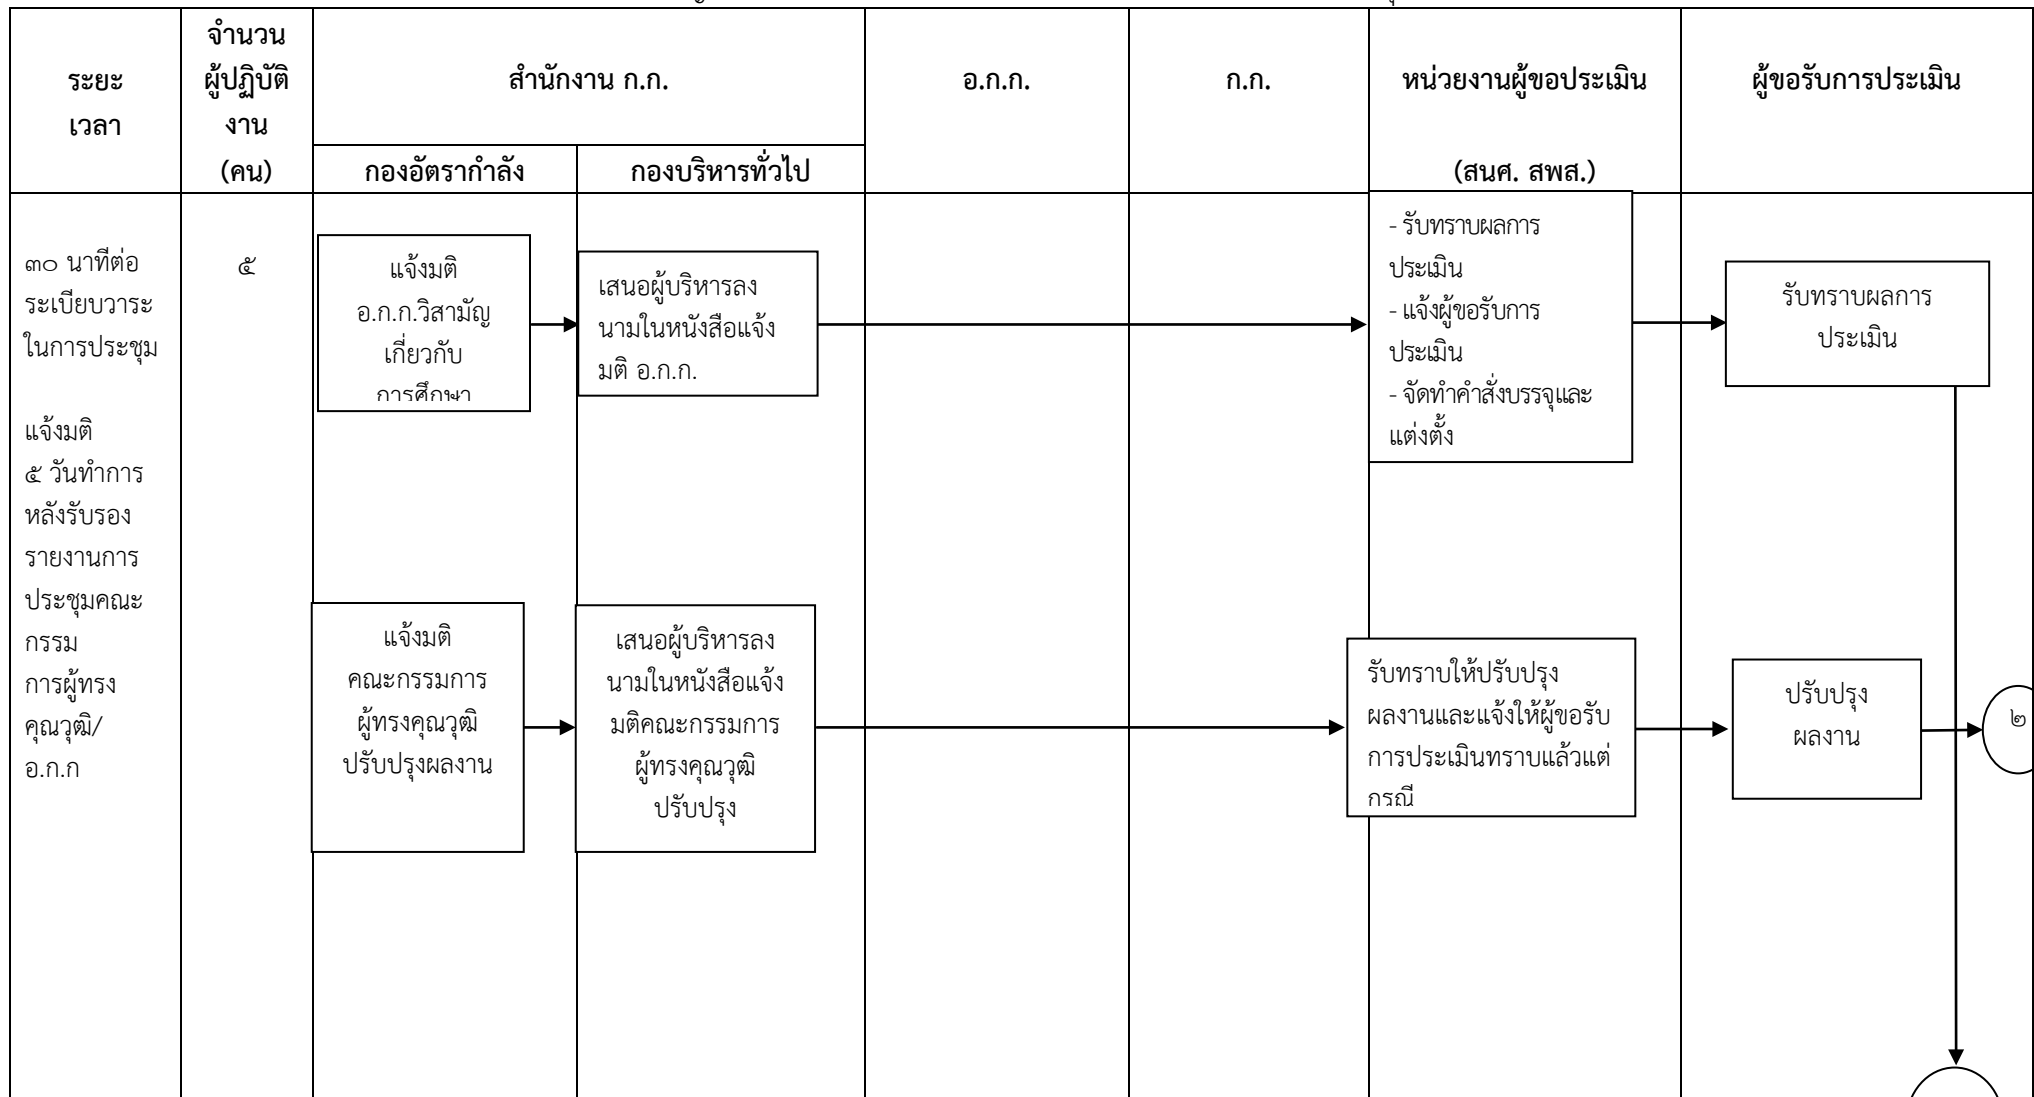 ระยะ
เวลา
จำนวน
ผู้ปฏิบัติ
งาน
(คน)
สำนักงาน ก.ก.
กองอัตรากำลัง
กองบริหารทั่วไป
อ.ก.ก.
ก.ก.
หน่วยงานผู้ขอประเมิน
(สนศ. สพส.)
ผู้ขอรับการประเมิน
๓๐ นาทีต่อ
ระเบียบวาระ
ในการประชุม
แจ้งมติ
๕ วันทำการ
หลังรับรอง
รายงานการ
ประชุมคณะ
กรรม
การผู้ทรง
คุณวุฒิ/
อ.ก.ก
๕
แจ้งมติ
อ.ก.ก.วิสามัญ
เกี่ยวกับ
การศึกษา
เสนอผู้บริหารลง
นามในหนังสือแจ้ง
มติ อ.ก.ก.
- รับทราบผลการ
ประเมิน
- แจ้งผู้ขอรับการ
ประเมิน
- จัดทำคำสั่งบรรจุและ
แต่งตั้ง
รับทราบผลการ
ประเมิน
แจ้งมติ
คณะกรรมการ
ผู้ทรงคุณวุฒิ
ปรับปรุงผลงาน
เสนอผู้บริหารลง
นามในหนังสือแจ้ง
มติคณะกรรมการ
ผู้ทรงคุณวุฒิ
ปรับปรุง
รับทราบให้ปรับปรุง
ผลงานและแจ้งให้ผู้ขอรับ
การประเมินทราบแล้วแต่
กรณี
ปรับปรุง
ผลงาน
๒